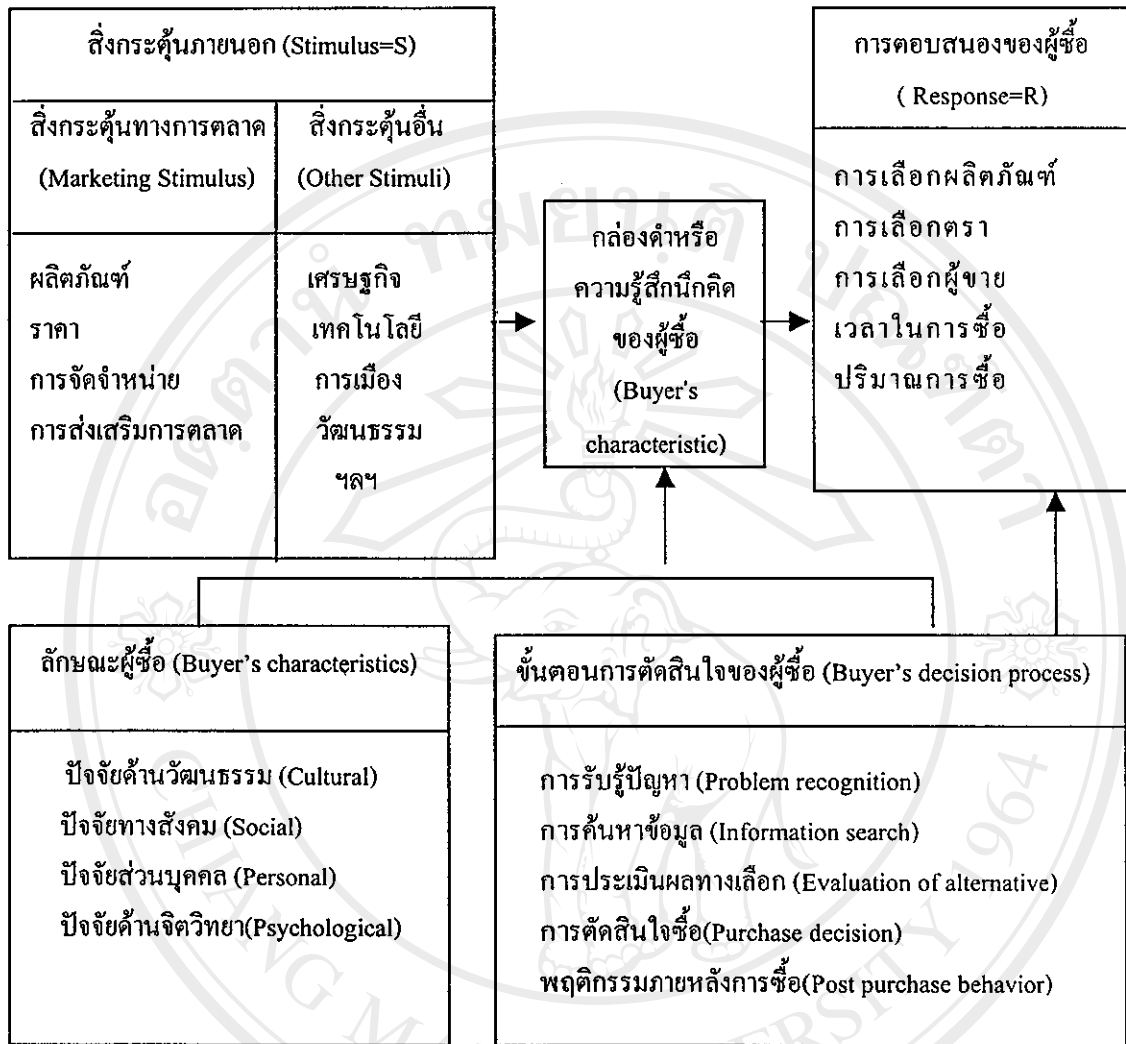 สิ่งกระตุ้นภายนอก (Stimulus=S)
สิ่งกระตุ้นทางการตลาด
(Marketing Stimulus)
สิ่งกระตุ้นอื่น
(Other Stimuli)
ผลิตภัณฑ์
ราคา
การจัดจำหน่าย
การส่งเสริมการตลาด
เศรษฐกิจ
เทคโนโลยี
การเมือง
วัฒนธรรม
ฯลฯ
กล่องดำหรือ
ความรู้สึกนึกคิด
ของผู้ซื้อ
(Buyer's
characteristic)
การตอบสนองของผู้ซื้อ
( Response=R)
การเลือกผลิตภัณฑ์
การเลือกตรา
การเลือกผู้ขาย
เวลาในการซื้อ
ปริมาณการซื้อ
ลักษณะผู้ซื้อ (Buyer's characteristics)
ปัจจัยด้านวัฒนธรรม (Cultural)
ปัจจัยทางสังคม (Social)
ปัจจัยส่วนบุคคล (Personal)
ปัจจัยด้านจิตวิทยา(Psychological)
ขั้นตอนการตัดสินใจของผู้ซื้อ (Buyer's decision process)
การรับรู้ปัญหา (Problem recognition)
การค้นหาข้อมูล (Information search)
การประเมินผลทางเลือก (Evaluation of alternative)
การตัดสินใจซื้อ(Purchase decision)
พฤติกรรมภายหลังการซื้อ(Post purchase behavior)
อตฺตานํ ทมยนฺติ ปณฺฑิตา
CHIANG M
ERSITY 1964